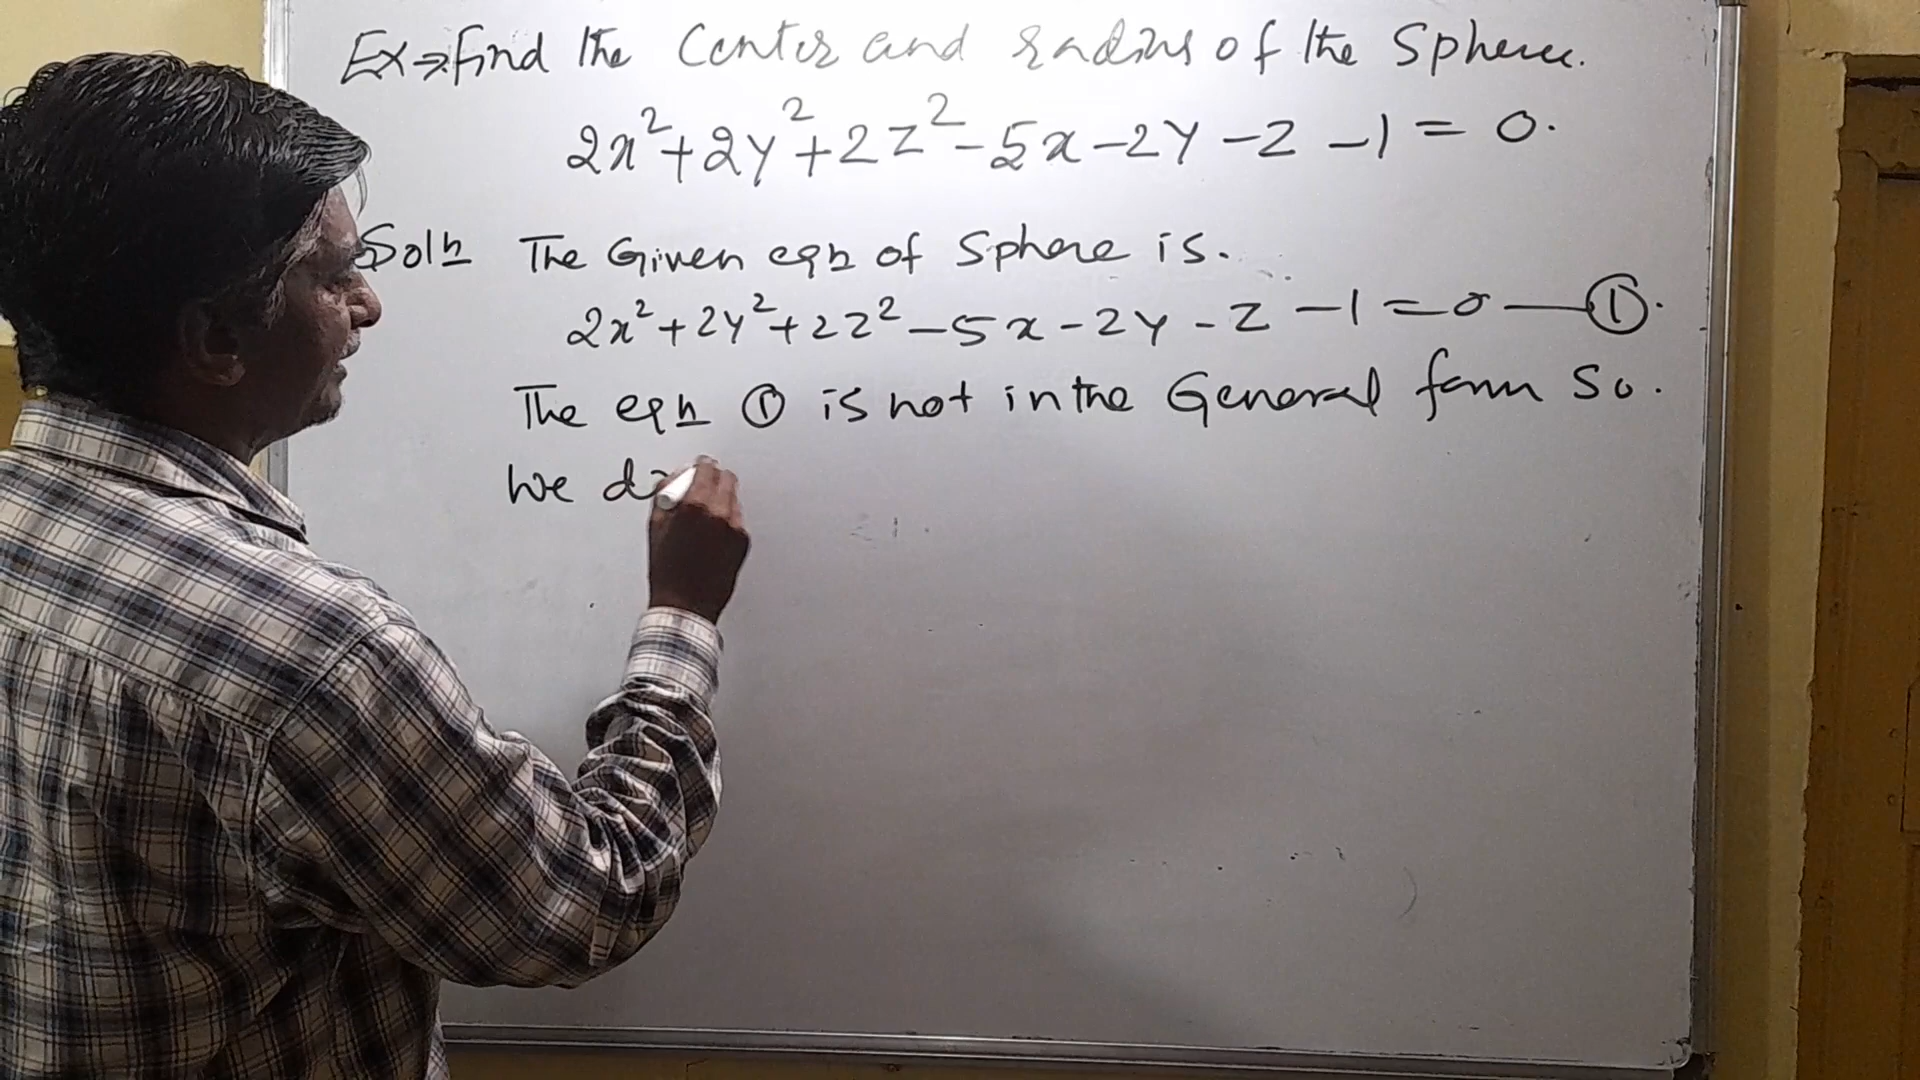 Ex⇒ Find the Center and radius of the Sphere.
2x²+2y²+2z²-5x-2y-z-1=0.
Soln The Given eqn of Sphere is.
2x²+2y²+2z²-5x-2y-z-1=0 — ①.
The eqn ① is not in the General form So.
We di